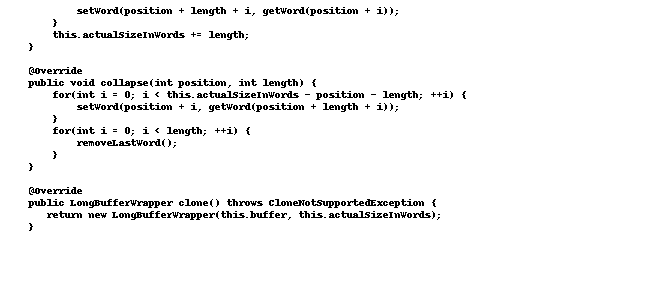 setWord(position + length + i, getWord(position + i));
}
this.actualSizeInWords += length;
}
@Override
public void collapse(int position, int length) {
for(int i = 0; i < this.actualSizeInWords - position - length; ++i) {
setWord(position + i, getWord(position + length + i));
}
for(int i = 0; i < length; ++i) {
removeLastWord();
}
}
@Override
public LongBufferWrapper clone() throws CloneNotSupportedException {
return new LongBufferWrapper(this.buffer, this.actualSizeInWords);
}